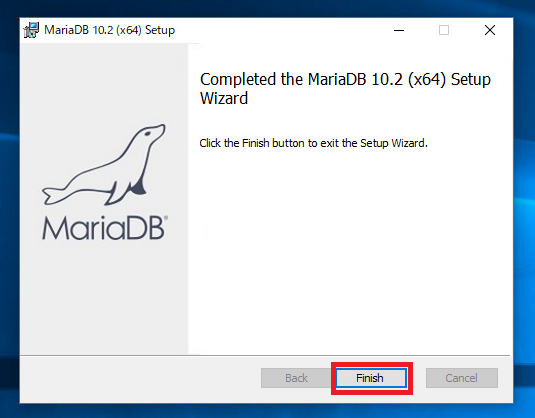 MariaDB 10.2 (x64) Setup
Completed the MariaDB 10.2 (x64) Setup
Wizard
Click the Finish button to exit the Setup Wizard.
MariaDB®
Back
Finish
Cancel